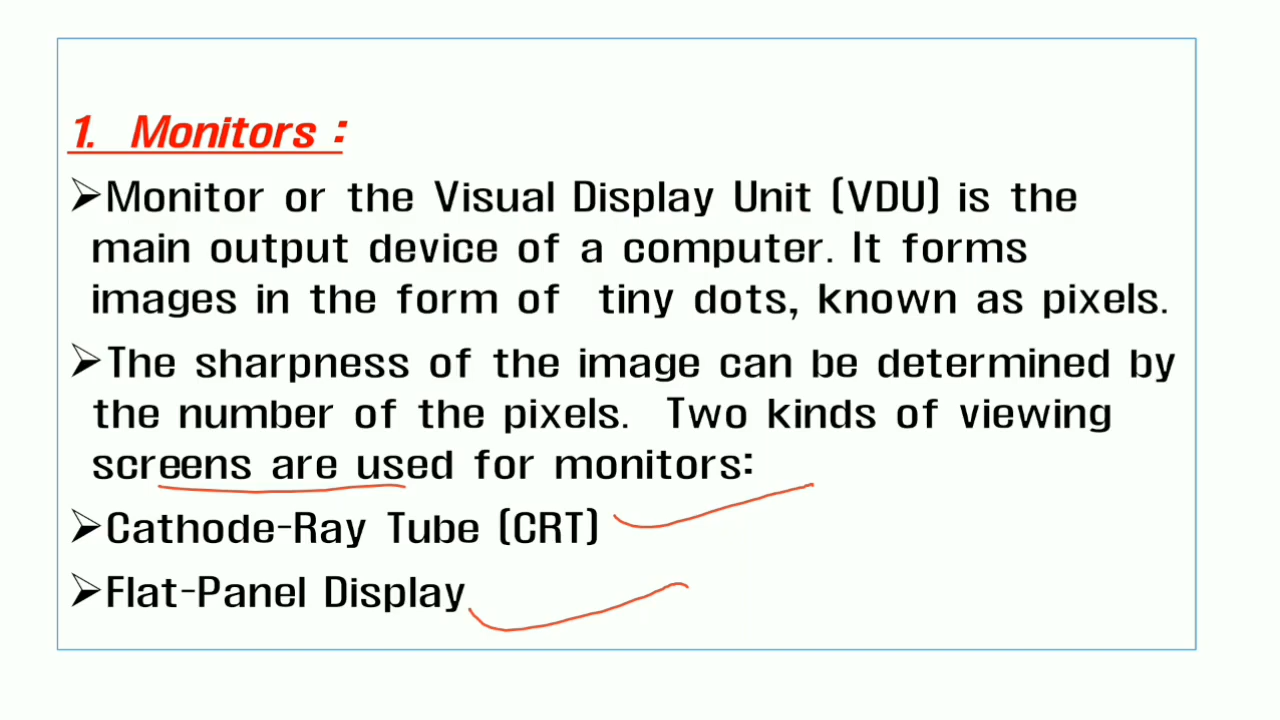 1. Monitors :
➢Monitor or the Visual Display Unit (VDU) is the
main output device of a computer. It forms
images in the form of tiny dots, known as pixels.
➢The sharpness of the image can be determined by
the number of the pixels. Two kinds of viewing
screens are used for monitors:
➢Cathode-Ray Tube (CRT)
➢Flat-Panel Display